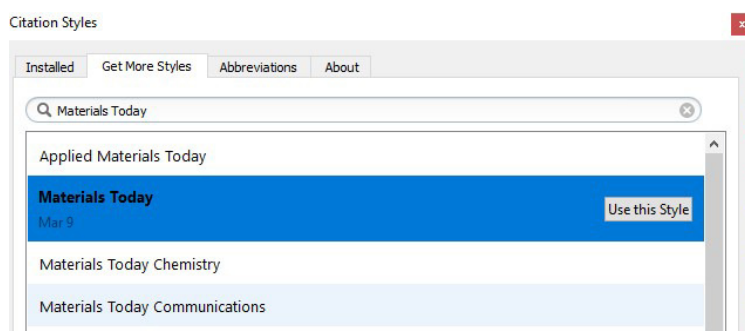 Citation Styles
x
Installed Get More Styles Abbreviations About
Materials Today
Applied Materials Today
Materials Today
Mar 9
Use this Style
Materials Today Chemistry
Materials Today Communications